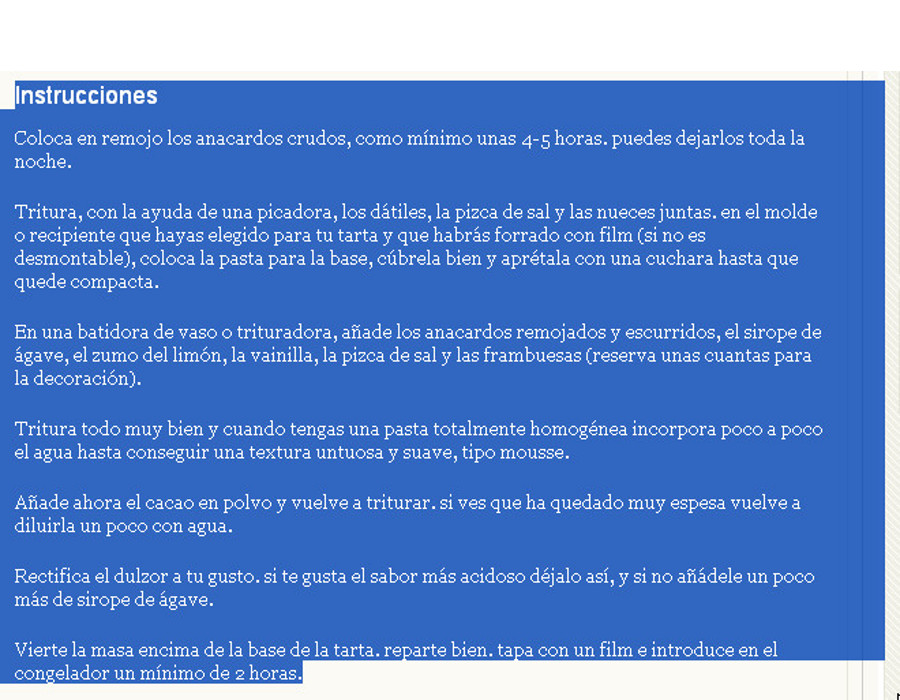 Instrucciones
Coloca en remojo los anacardos crudos, como mínimo unas 4-5 horas. puedes dejarlos toda la
noche.
Tritura, con la ayuda de una picadora, los dátiles, la pizca de sal y las nueces juntas. en el molde
o recipiente que hayas elegido para tu tarta y que habrás forrado con film (si no es
desmontable), coloca la pasta para la base, cúbrela bien y aprétala con una cuchara hasta que
quede compacta.
En una batidora de vaso o trituradora, añade los anacardos remojados y escurridos, el sirope de
ágave, el zumo del limón, la vainilla, la pizca de sal y las frambuesas (reserva unas cuantas para
la decoración).
Tritura todo muy bien y cuando tengas una pasta totalmente homogénea incorpora poco a poco
el agua hasta conseguir una textura untuosa y suave, tipo mousse.
Añade ahora el cacao en polvo y vuelve a triturar. si ves que ha quedado muy espesa vuelve a
diluirla un poco con agua.
Rectifica el dulzor a tu gusto. si te gusta el sabor más acidoso déjalo así, y si no añádele un poco
más de sirope de ágave.
Vierte la masa encima de la base de la tarta. reparte bien. tapa con un film e introduce en el
congelador un mínimo de 2 horas.